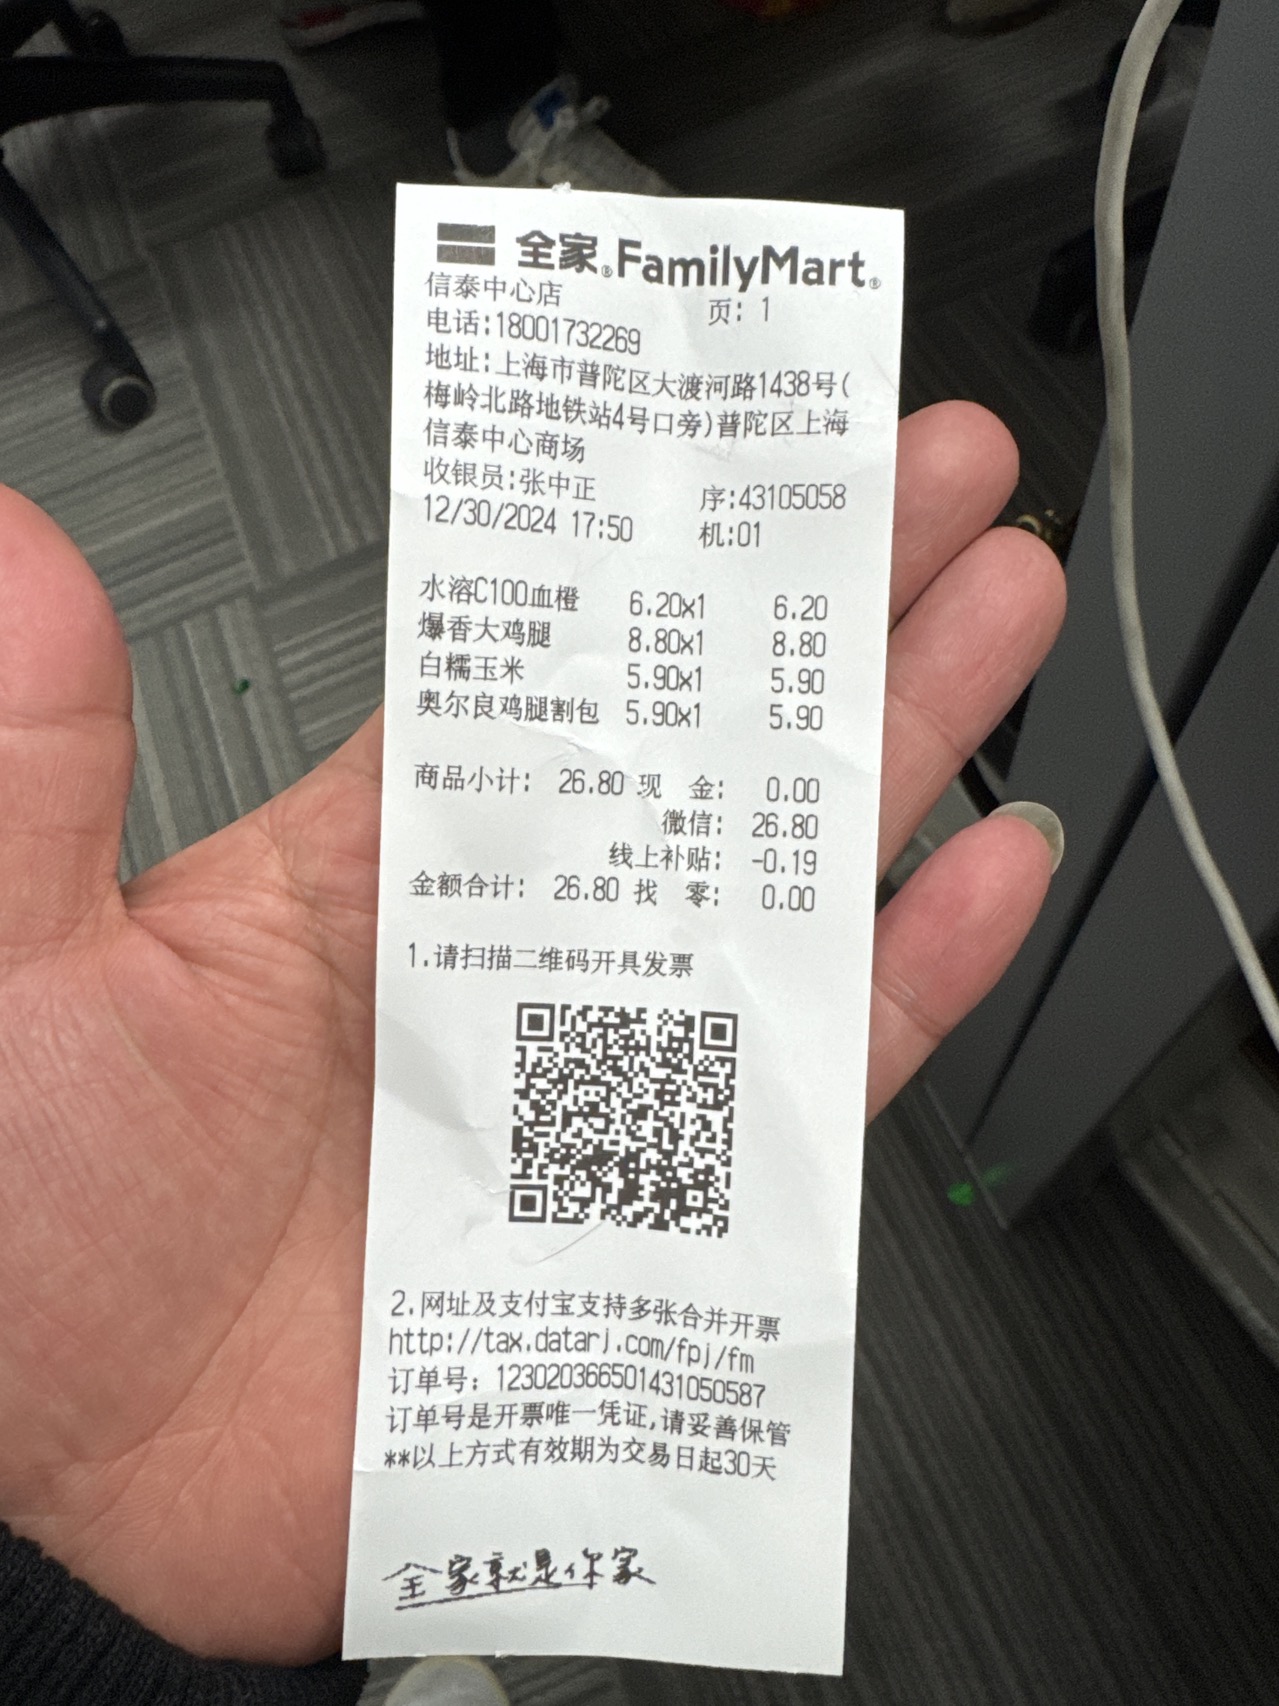 全家®FamilyMart®
信泰中心店 页: 1
电话:18001732269
地址:上海市普陀区大渡河路1438号(
梅岭北路地铁站4号口旁)普陀区上海
信泰中心商场
收银员:张中正 序:43105058
12/30/2024 17:50 机:01
水溶C100血橙 6.20x1 6.20
爆香大鸡腿 8.80x1 8.80
白糯玉米 5.90x1 5.90
奥尔良鸡腿割包 5.90x1 5.90
商品小计: 26.80 现 金: 0.00
微信: 26.80
线上补贴: -0.19
金额合计: 26.80 找 零: 0.00
1.请扫描二维码开具发票
2.网址及支付宝支持多张合并开票
http://tax.datarj.com/fpj/fm
订单号: 123020366501431050587
订单号是开票唯一凭证,请妥善保管
**以上方式有效期为交易日起30天
全家就是你家